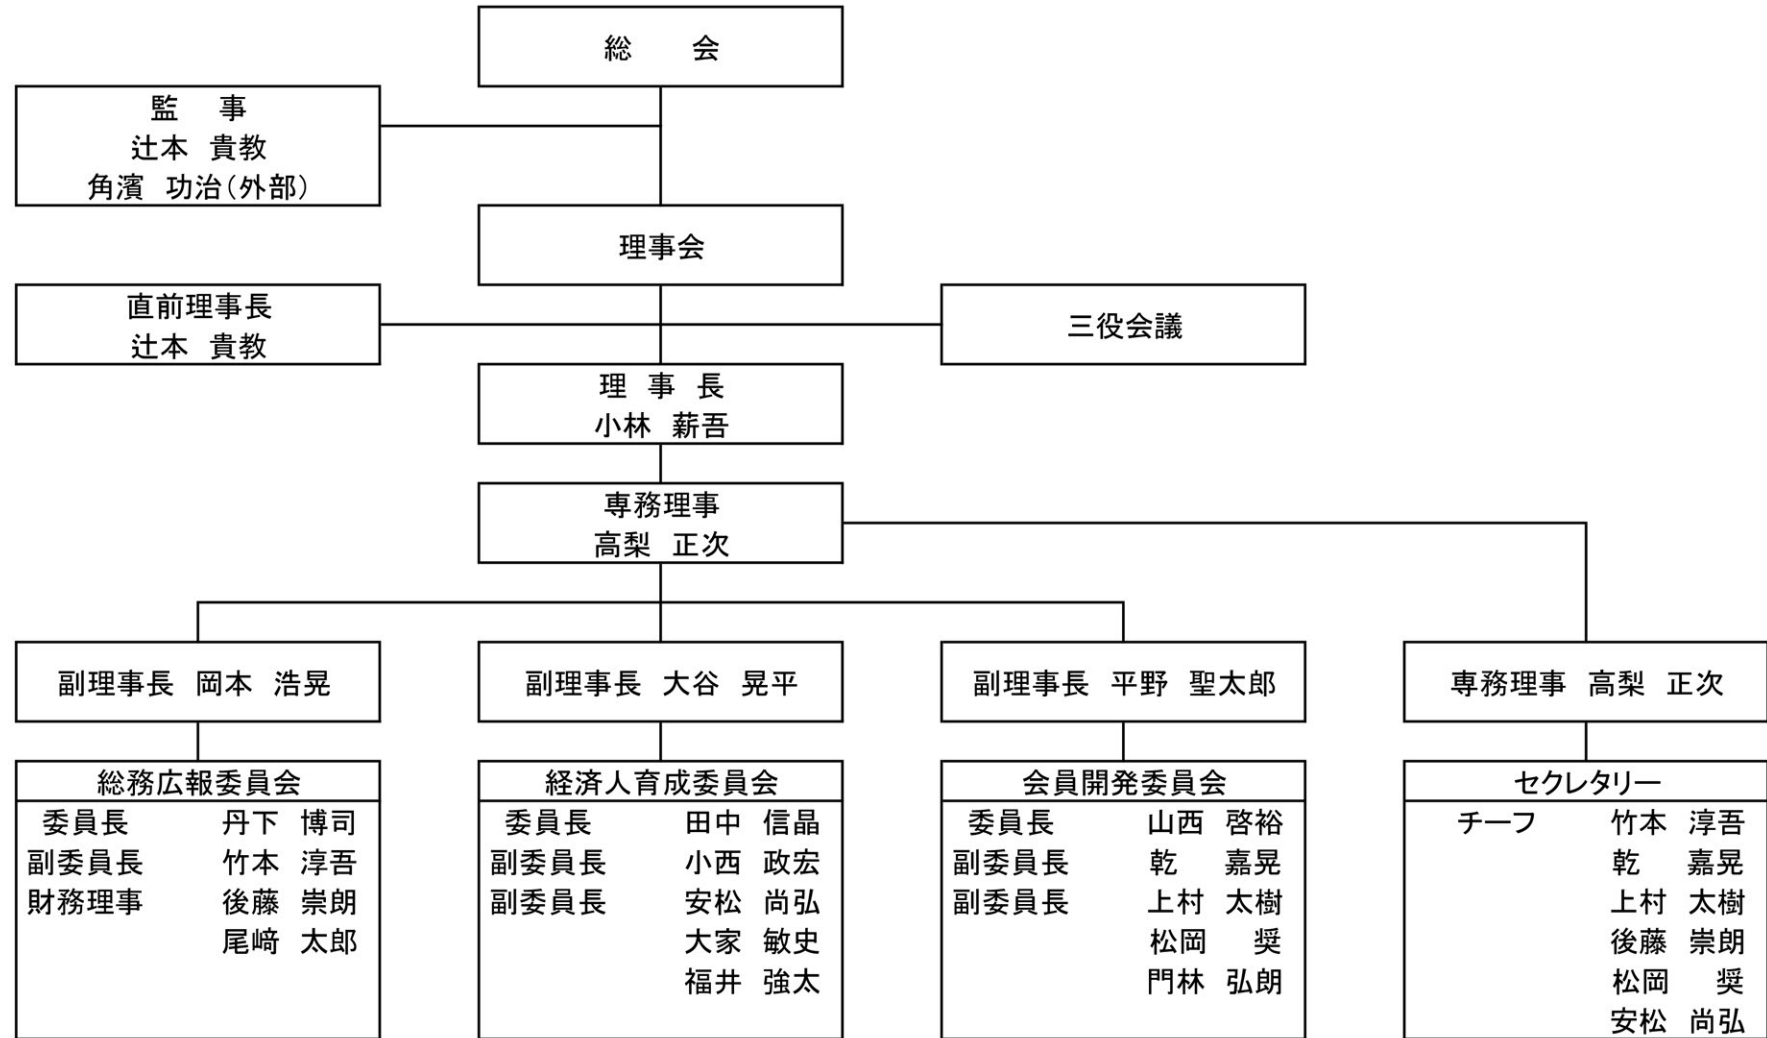 総　会
監　事
辻本　貴教
角濱　功治（外部）
理事会
直前理事長
辻本　貴教
三役会議
理　事　長
小林　薪吾
専務理事
高梨　正次
副理事長　岡本　浩晃
副理事長　大谷　晃平
副理事長　平野　聖太郎
専務理事　高梨　正次
総務広報委員会
委員長　丹下　博司
副委員長　竹本　淳吾
財務理事　後藤　崇朗
尾﨑　太郎
経済人育成委員会
委員長　田中　信晶
副委員長　小西　政宏
副委員長　安松　尚弘
大家　敏史
福井　強太
会員開発委員会
委員長　山西　啓裕
副委員長　乾　嘉晃
副委員長　上村　太樹
松岡　奨
門林　弘朗
セクレタリー
チーフ　竹本　淳吾
乾　嘉晃
上村　太樹
後藤　崇朗
松岡　奨
安松　尚弘